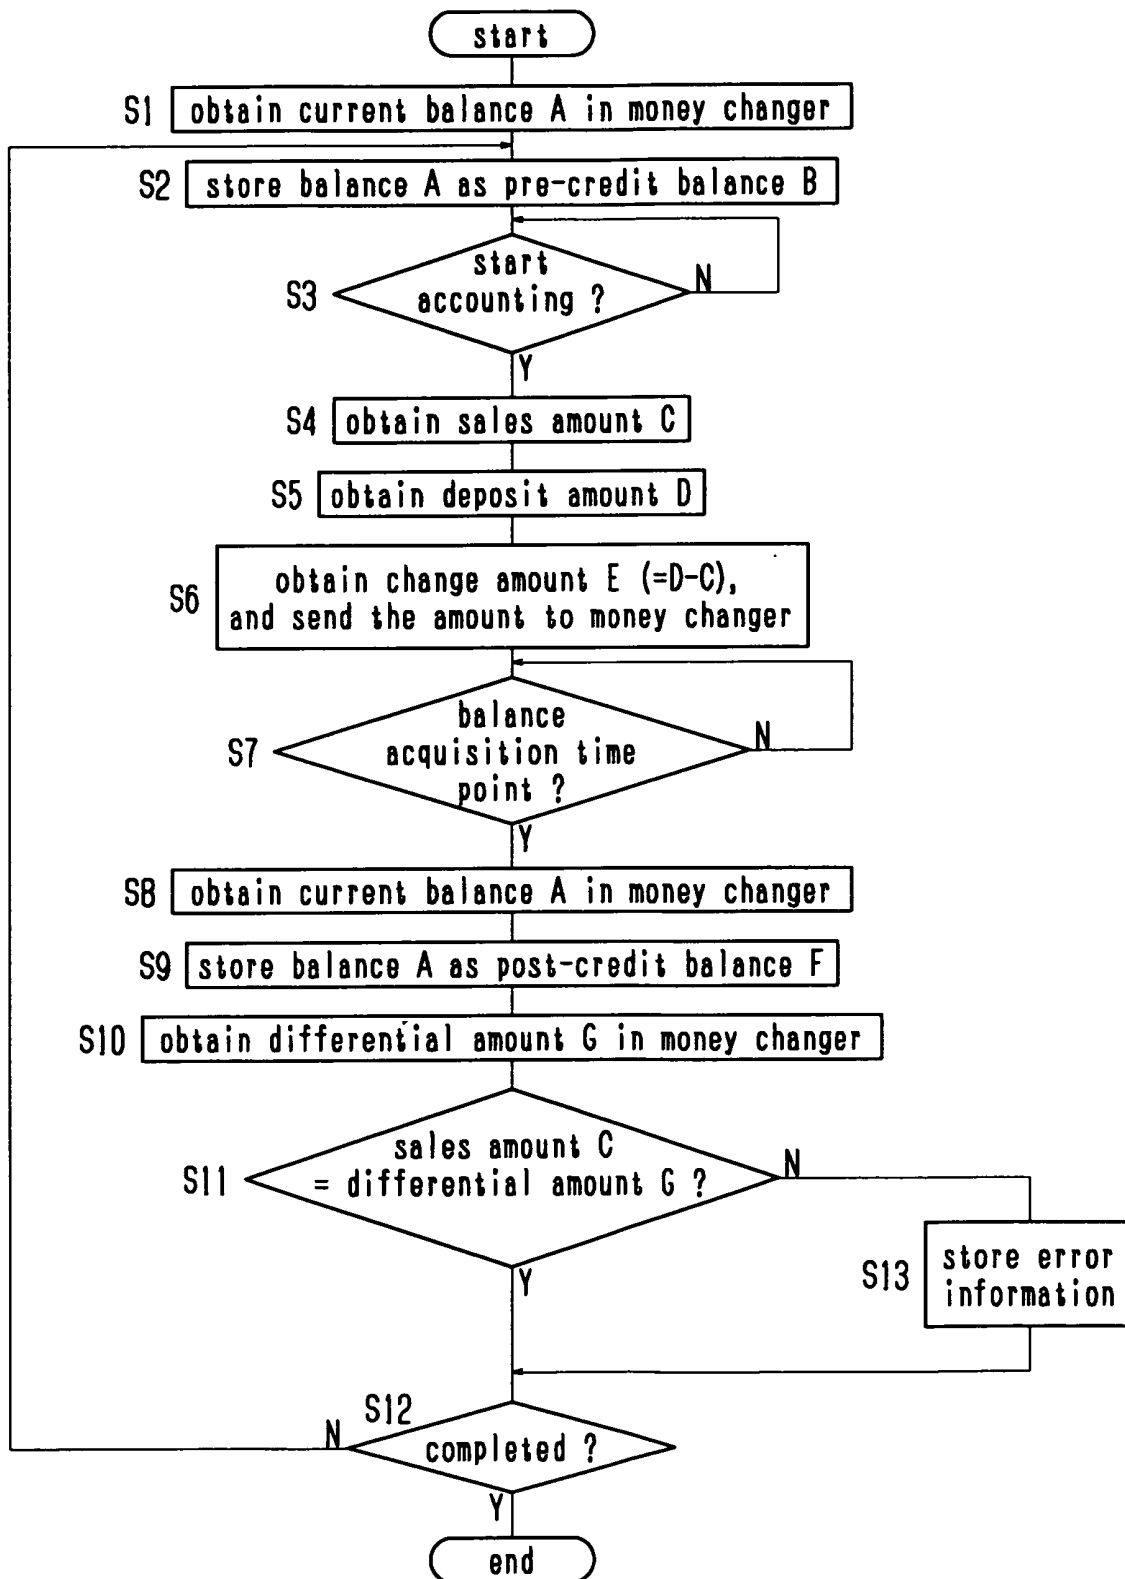 start
S1 obtain current balance A in money changer
S2 store balance A as pre-credit balance B
start
S3 accounting ? N
Y
S4 obtain sales amount C
S5 obtain deposit amount D
obtain change amount E (=D-C),
S6
and send the amount to money changer
balance
S7 acquisition time N
point ?
Y
S8 obtain current balance A in money changer
S9 store balance A as post-credit balance F
S10 obtain differential amount G in money changer
sales amount C
S11 = differential amount G ? N
Y
store error
S13
information
S12
N completed ?
Y
end